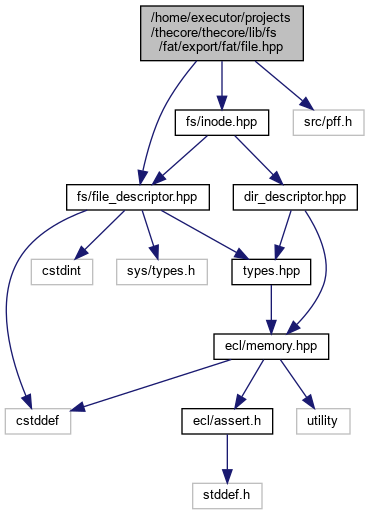 /home/executor/projects
/thecore/thecore/lib/fs
/fat/export/fat/file.hpp
fs/inode.hpp
src/pff.h
fs/file_descriptor.hpp
dir_descriptor.hpp
cstdint
sys/types.h
types.hpp
ecl/memory.hpp
cstddef
ecl/assert.h
utility
stddef.h